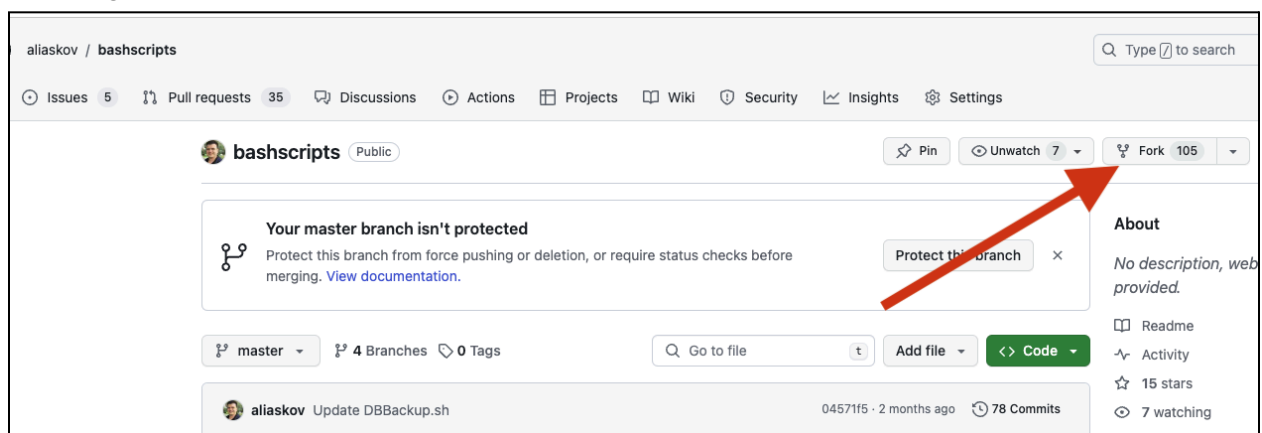 aliaskov / bashscripts
Type / to search
Issues 5 Pull requests 35 Discussions Actions Projects Wiki Security Insights Settings
bashscripts Public
Pin Unwatch 7 Fork 105
Your master branch isn't protected
Protect this branch from force pushing or deletion, or require status checks before
merging. View documentation.
Protect this branch
About
No description, web
provided.
Readme
Activity
15 stars
7 watching
master 4 Branches 0 Tags
Go to file t
Add file Code
aliaskov Update DBBackup.sh
04571f5 · 2 months ago 78 Commits